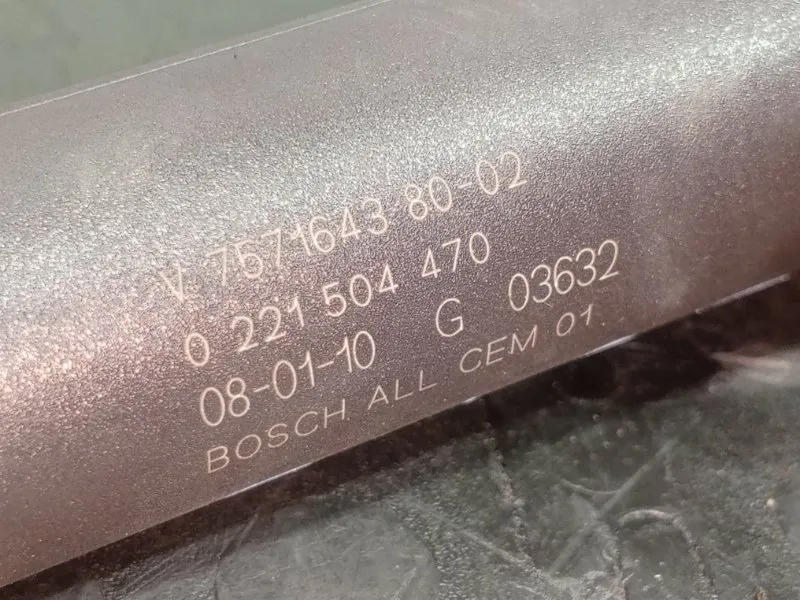 V 7571643-80-02
0 221 504 470
08-01-10 G 03632
BOSCH ALL CEM 01